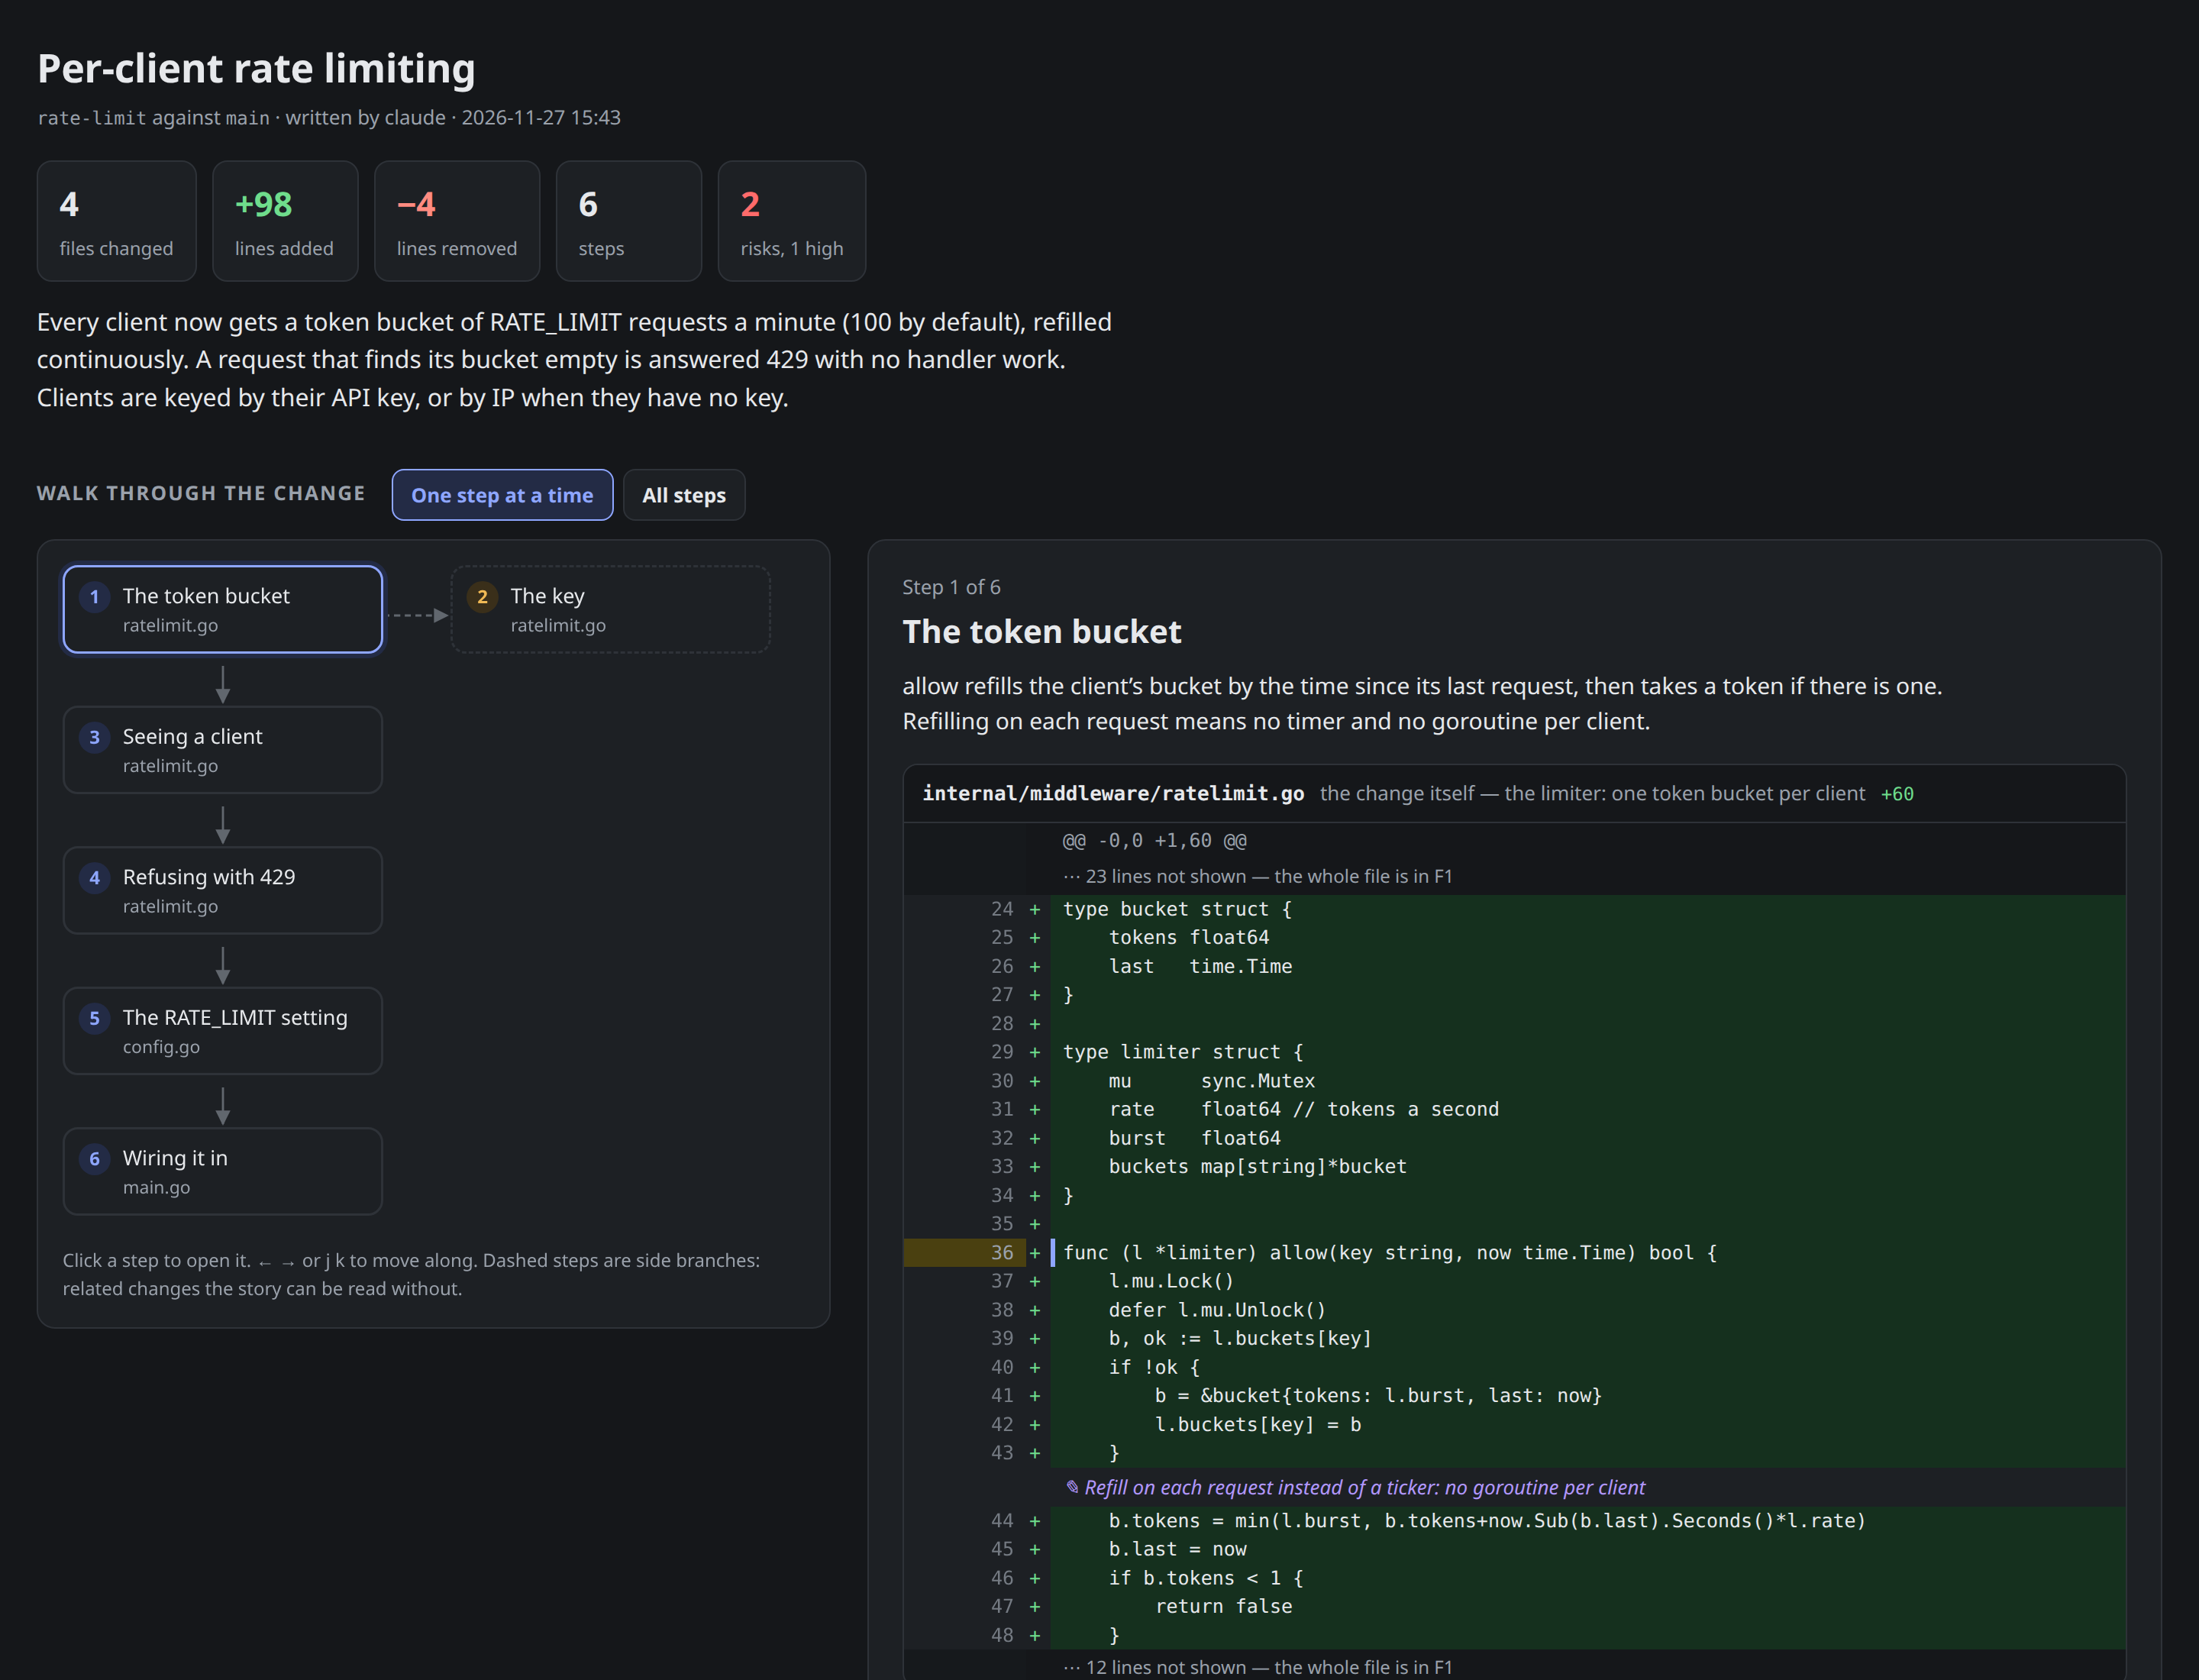 Per-client rate limiting
rate-limit against main · written by claude · 2026-11-27 15:43
4
files changed
+98
lines added
−4
lines removed
6
steps
2
risks, 1 high
Every client now gets a token bucket of RATE_LIMIT requests a minute (100 by default), refilled
continuously. A request that finds its bucket empty is answered 429 with no handler work.
Clients are keyed by their API key, or by IP when they have no key.
WALK THROUGH THE CHANGE
One step at a time
All steps
1 The token bucket
ratelimit.go
2 The key
ratelimit.go
3 Seeing a client
ratelimit.go
4 Refusing with 429
ratelimit.go
5 The RATE_LIMIT setting
config.go
6 Wiring it in
main.go
Click a step to open it. ← → or j k to move along. Dashed steps are side branches:
related changes the story can be read without.
Step 1 of 6
The token bucket
allow refills the client’s bucket by the time since its last request, then takes a token if there is one.
Refilling on each request means no timer and no goroutine per client.
internal/middleware/ratelimit.go the change itself — the limiter: one token bucket per client +60
@@ -0,0 +1,60 @@
⋯ 23 lines not shown — the whole file is in F1
24 + type bucket struct {
25 +     tokens float64
26 +     last   time.Time
27 + }
28 +
29 + type limiter struct {
30 +     mu      sync.Mutex
31 +     rate    float64 // tokens a second
32 +     burst   float64
33 +     buckets map[string]*bucket
34 + }
35 +
36 + func (l *limiter) allow(key string, now time.Time) bool {
37 +     l.mu.Lock()
38 +     defer l.mu.Unlock()
39 +     b, ok := l.buckets[key]
40 +     if !ok {
41 +         b = &bucket{tokens: l.burst, last: now}
42 +         l.buckets[key] = b
43 +     }
✎ Refill on each request instead of a ticker: no goroutine per client
44 +     b.tokens = min(l.burst, b.tokens+now.Sub(b.last).Seconds()*l.rate)
45 +     b.last = now
46 +     if b.tokens < 1 {
47 +         return false
48 +     }
⋯ 12 lines not shown — the whole file is in F1